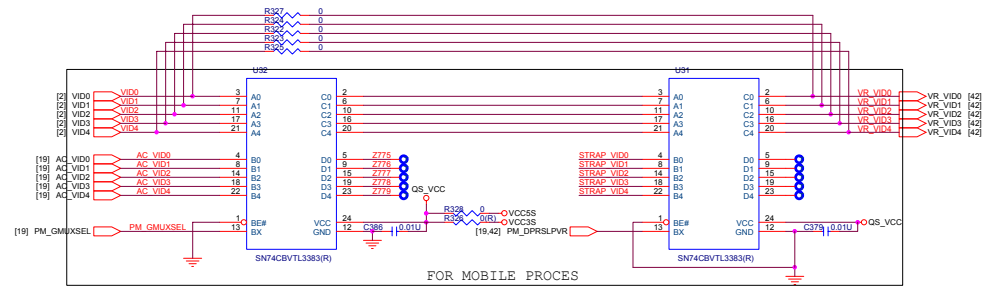 R327 0
R324 0
R322 0
R323 0
R325 0
U32 U31
[2] VID0 VID0 3 A0 C0 2 3 A0 C0 2 VR_VID0 VR_VID0 [42]
[2] VID1 VID1 7 A1 C1 6 7 A1 C1 6 VR_VID1 VR_VID1 [42]
[2] VID2 VID2 11 A2 C2 10 11 A2 C2 10 VR_VID2 VR_VID2 [42]
[2] VID3 VID3 17 A3 C3 16 17 A3 C3 16 VR_VID3 VR_VID3 [42]
[2] VID4 VID4 21 A4 C4 20 21 A4 C4 20 VR_VID4 VR_VID4 [42]
[19] AC_VID0 AC_VID0 4 B0 D0 5 Z775 STRAP_VID0 4 B0 D0 5
[19] AC_VID1 AC_VID1 8 B1 D1 9 Z776 STRAP_VID1 8 B1 D1 9
[19] AC_VID2 AC_VID2 14 B2 D2 15 Z777 STRAP_VID2 14 B2 D2 15
[19] AC_VID3 AC_VID3 18 B3 D3 19 Z778 STRAP_VID3 18 B3 D3 19
[19] AC_VID4 AC_VID4 22 B4 D4 23 Z779 STRAP_VID4 22 B4 D4 23
QS_VCC
R328 0 VCC5S
1 BE# VCC 24 R326 0(R) VCC3S 1 BE# VCC 24 QS_VCC
[19] PM_GMUXSEL PM_GMUXSEL 13 BX GND 12 C386 0.01U [19,42] PM_DPRSLPVR 13 BX GND 12 C379 0.01U
SN74CBVTL3383(R) SN74CBVTL3383(R)
FOR MOBILE PROCES